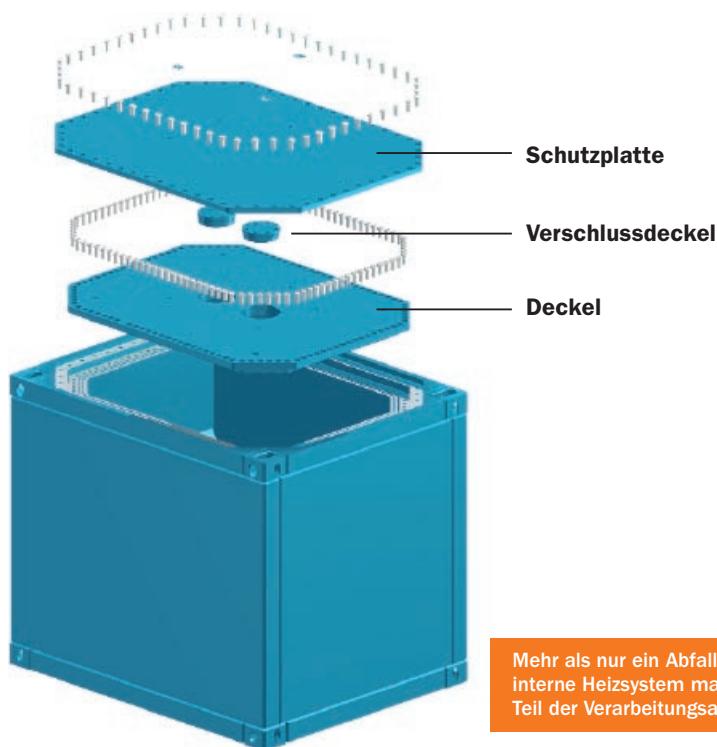 Schutzplatte
Verschlussdeckel
Deckel
Mehr als nur ein Abfall
interne Heizsystem ma
Teil der Verarbeitungsa